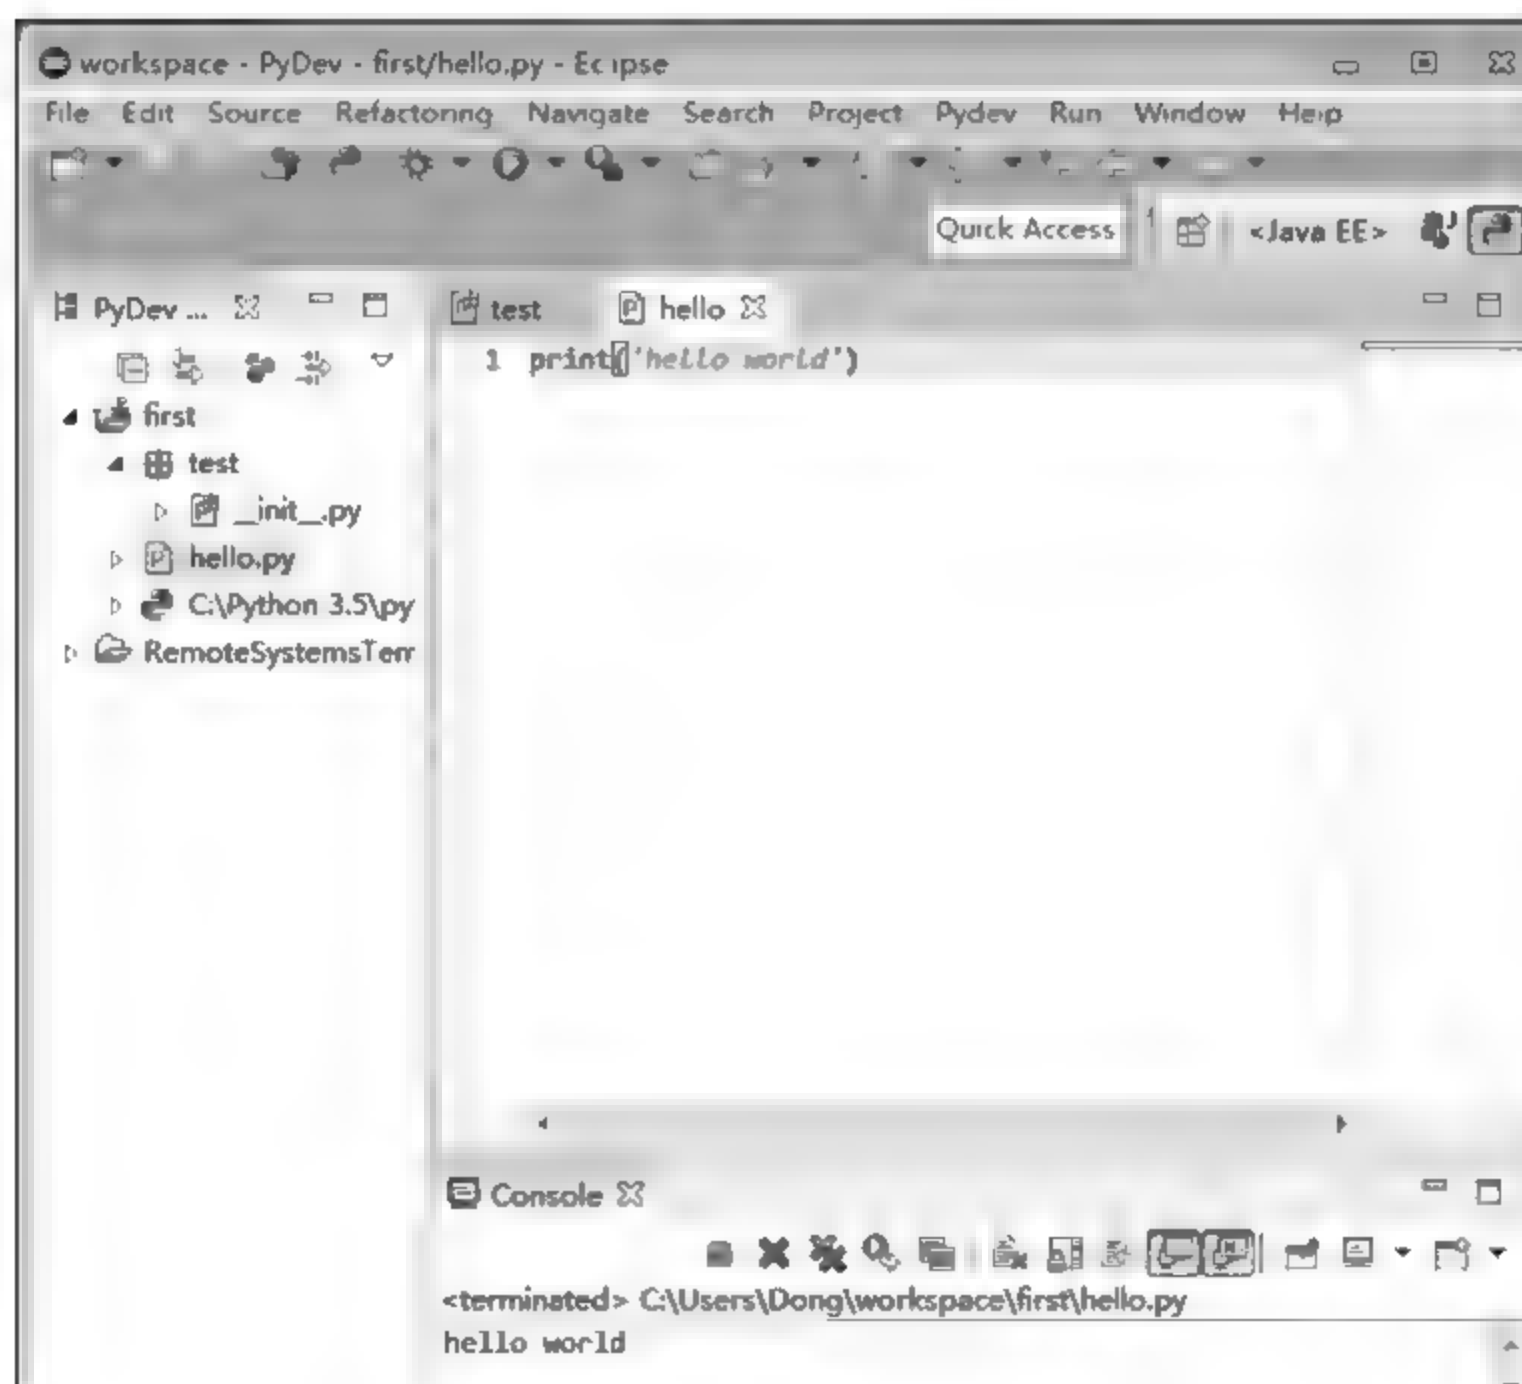 workspace - PyDev - first/hello.py - Eclipse
File Edit Source Refactoring Navigate Search Project Pydev Run Window Help
Quick Access <Java EE>
PyDev ...
test hello
1 print('hello world')
first
test
__init__.py
hello.py
C:\Python 3.5\py
RemoteSystemsTem
Console
<terminated> C:\Users\Dong\workspace\first\hello.py
hello world